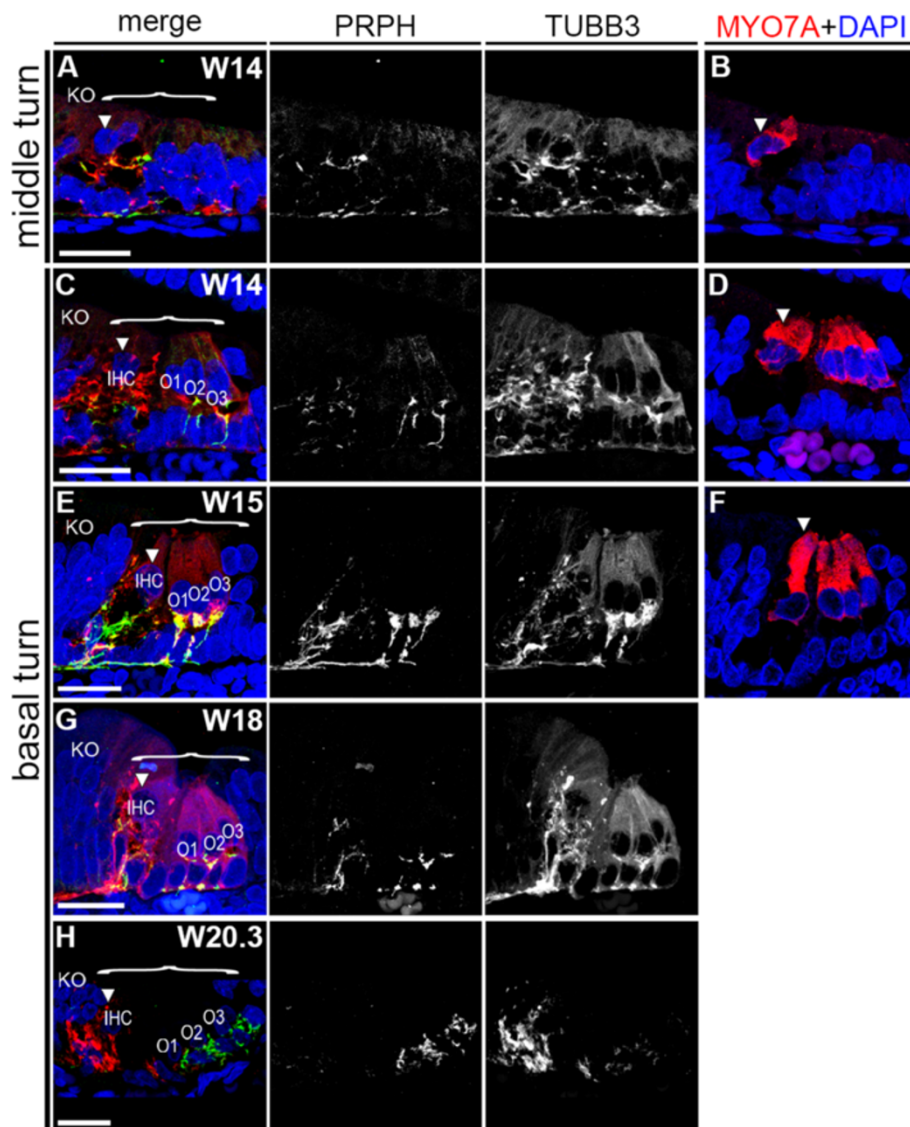 merge PRPH TUBB3 MYO7A+DAPI
middle turn
A W14 B
KO
basal turn
C W14 D
KO
IHC O1 O2 O3
E W15 F
KO
IHC O1 O2 O3
G W18
KO
IHC O1 O2 O3
H W20.3
KO
IHC O1 O2 O3